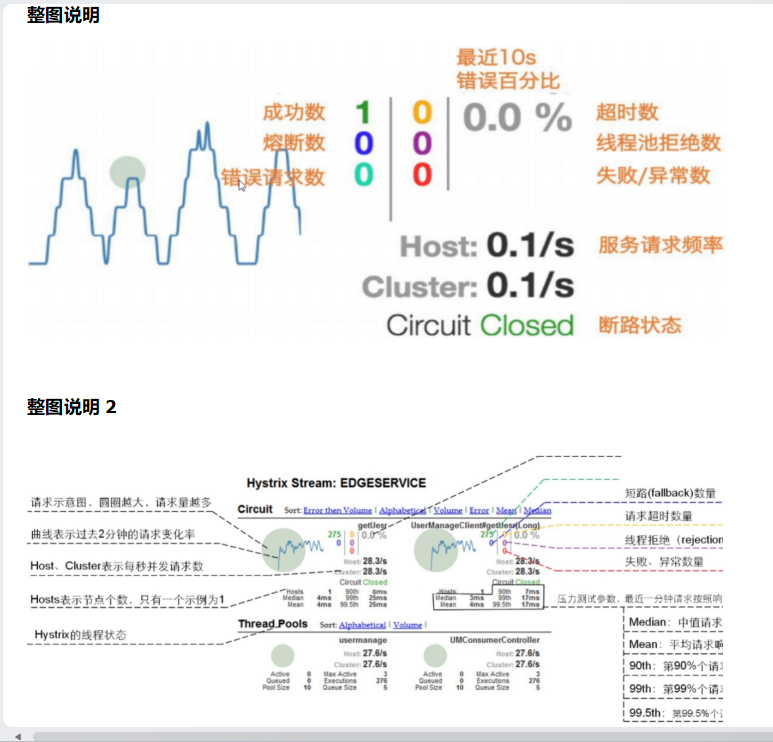 整图说明
最近10s
错误百分比
成功数 1 0 0.0 % 超时数
熔断数 0 0 线程池拒绝数
错误请求数 0 0 失败/异常数
Host: 0.1/s 服务请求频率
Cluster: 0.1/s
Circuit Closed 断路状态
整图说明 2
Hystrix Stream: EDGESERVICE
请求示意图，圆圈越大，请求量越多
短路(fallback)数量
Circuit Sort: Error then Volume | Alphabetical | Volume | Error | Mean | Median
请求超时数量
曲线表示过去2分钟的请求变化率
getUesr UserManageClient#getUesr(Long)
275 0 0.0 % 275 0 0.0 %
0 0 0 0
0 0
线程拒绝（rejection
失败、异常数量
Host、Cluster表示每秒并发请求数
Host: 28.3/s Host: 28.3/s
Cluster: 28.3/s Cluster: 28.3/s
Circuit Closed Circuit Closed
Hosts表示节点个数，只有一个示例为1
Hosts 1 90th 8ms Hosts 1 90th 7ms
Median 4ms 99th 25ms Median 3ms 99th 17ms
Mean 4ms 99.5th 25ms Mean 4ms 99.5th 17ms
压力测试参数，最近一分钟请求按照响
Hystrix的线程状态
Thread Pools Sort: Alphabetical | Volume |
Median：中值请求
usermanage UMConsumerController
Mean：平均请求响
Host: 27.6/s Host: 27.6/s
Cluster: 27.6/s Cluster: 27.6/s
90th：第90%个请
Active 0 Max Active 3 Active 0 Max Active 3
Queued 0 Executions 276 Queued 0 Executions 276
Pool Size 10 Queue Size 5 Pool Size 10 Queue Size 5
99th：第99%个请
99.5th：第99.5%个